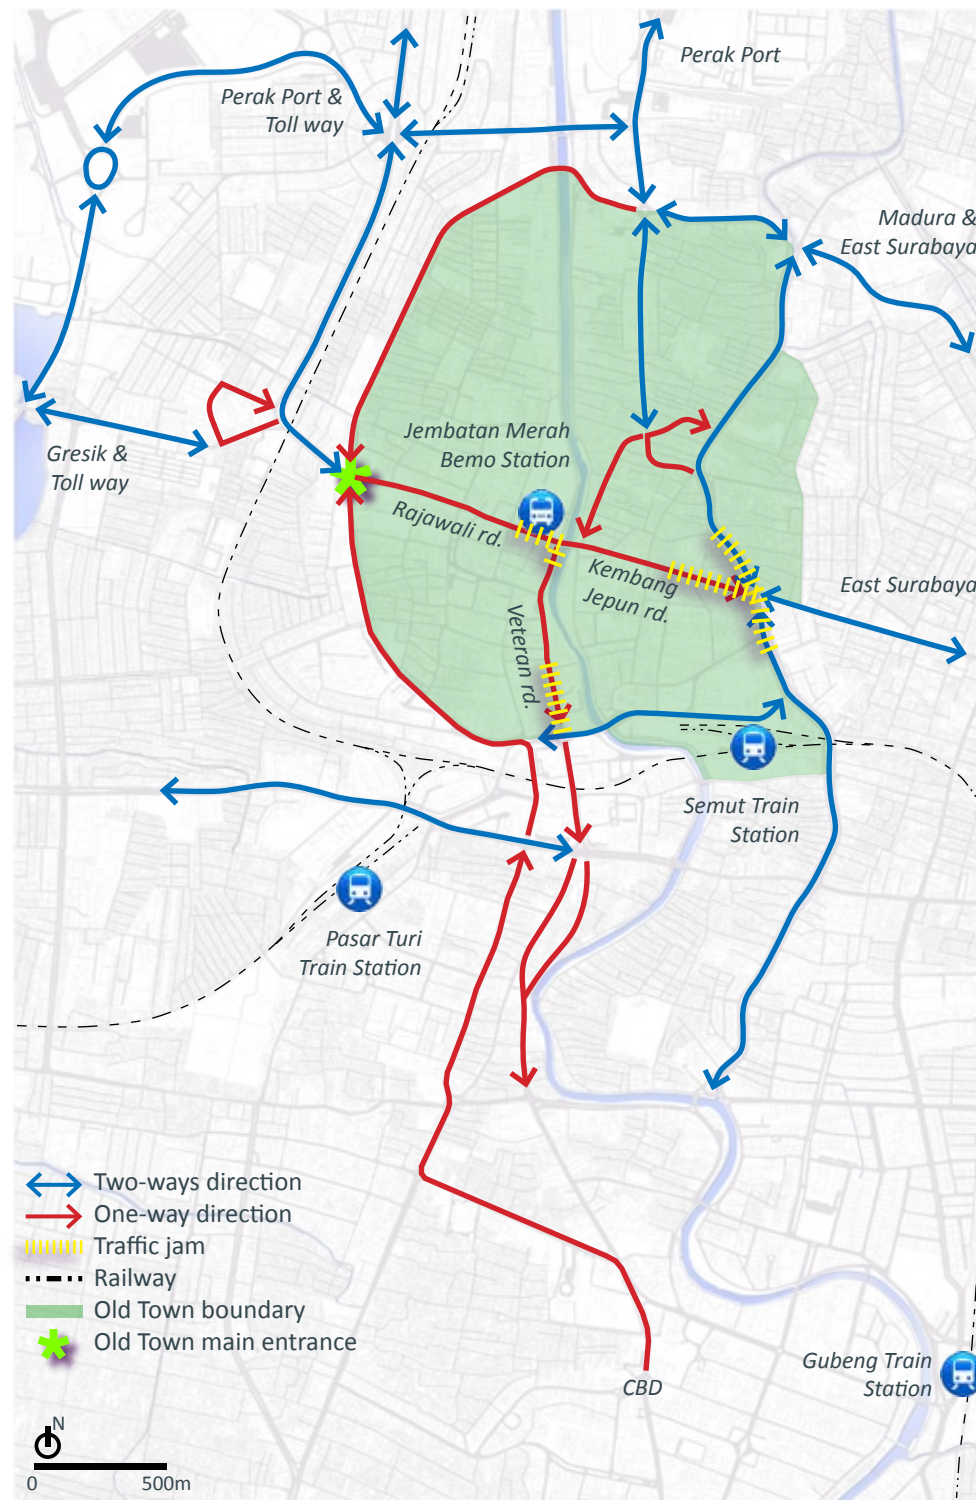 Perak Port
Perak Port &
Toll way
Madura &
East Surabaya
Gresik &
Toll way
Jembatan Merah
Bemo Station
Rajawali rd.
Kembang
Jepun rd.
East Surabaya
Veteran rd.
Semut Train
Station
Pasar Turi
Train Station
Two-ways direction
One-way direction
Traffic jam
Railway
Old Town boundary
Old Town main entrance
Gubeng Train
Station
CBD
N
0 500m